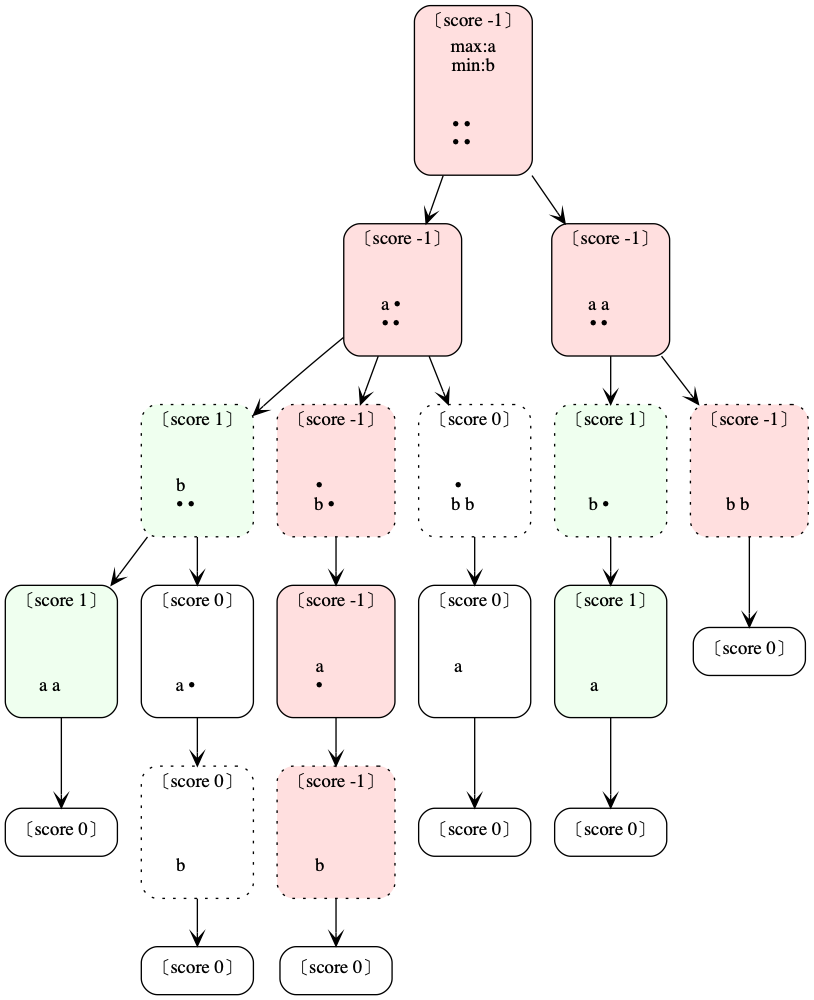 〔score -1〕
max:a
min:b
••
••
〔score -1〕
a •
••
〔score -1〕
a a
••
〔score 1〕
b
••
〔score -1〕
•
b •
〔score 0〕
•
b b
〔score 1〕
b •
〔score -1〕
b b
〔score 1〕
a a
〔score 0〕
a •
〔score -1〕
a
•
〔score 0〕
a
〔score 1〕
a
〔score 0〕
〔score 0〕
〔score 0〕
b
〔score -1〕
b
〔score 0〕
〔score 0〕
〔score 0〕
〔score 0〕